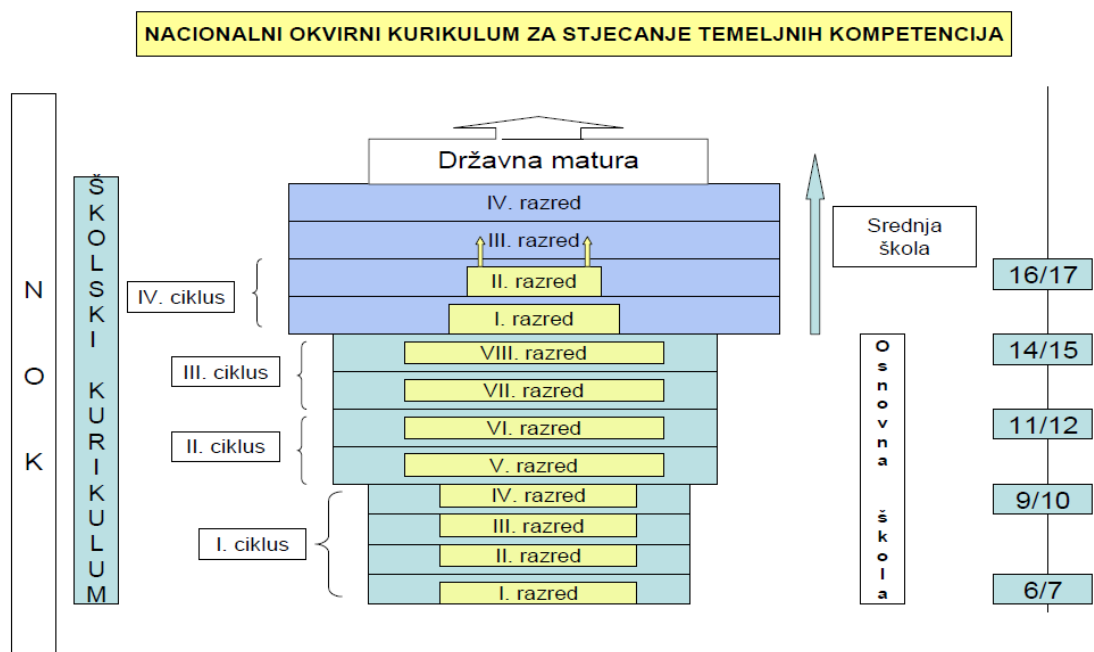 NACIONALNI OKVIRNI KURIKULUM ZA STJECANJE TEMELJNIH KOMPETENCIJA
NOK
ŠKOLSKI KURIKULUM
Državna matura
IV. razred
III. razred
II. razred
I. razred
VIII. razred
VII. razred
VI. razred
V. razred
IV. razred
III. razred
II. razred
I. razred
IV. ciklus
III. ciklus
II. ciklus
I. ciklus
Srednja
škola
Osnovna škola
16/17
14/15
11/12
9/10
6/7